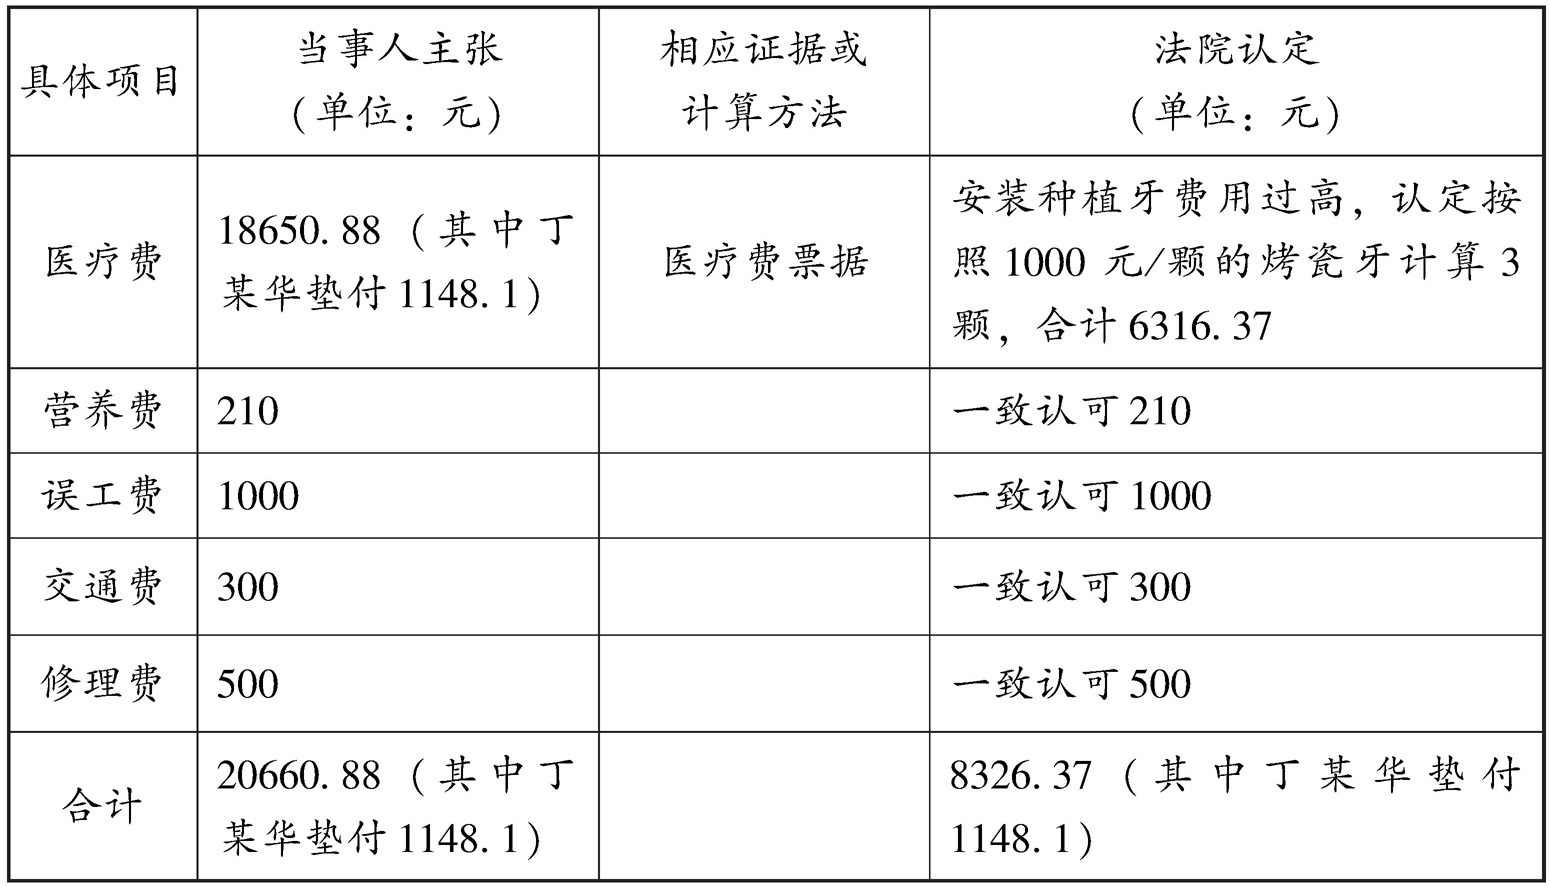 具体项目
当事人主张
(单位：元)
相应证据或
计算方法
法院认定
(单位：元)
医疗费
18650.88 (其中丁
某华垫付1148.1)
医疗费票据
安装种植牙费用过高，认定按
照1000 元/颗的烤瓷牙计算3
颗，合计6316.37
营养费
210
一致认可210
误工费
1000
一致认可1000
交通费
300
一致认可300
修理费
500
一致认可500
合计
20660.88 (其中丁
某华垫付1148.1)
8326.37 (其中丁某华垫付
1148.1)